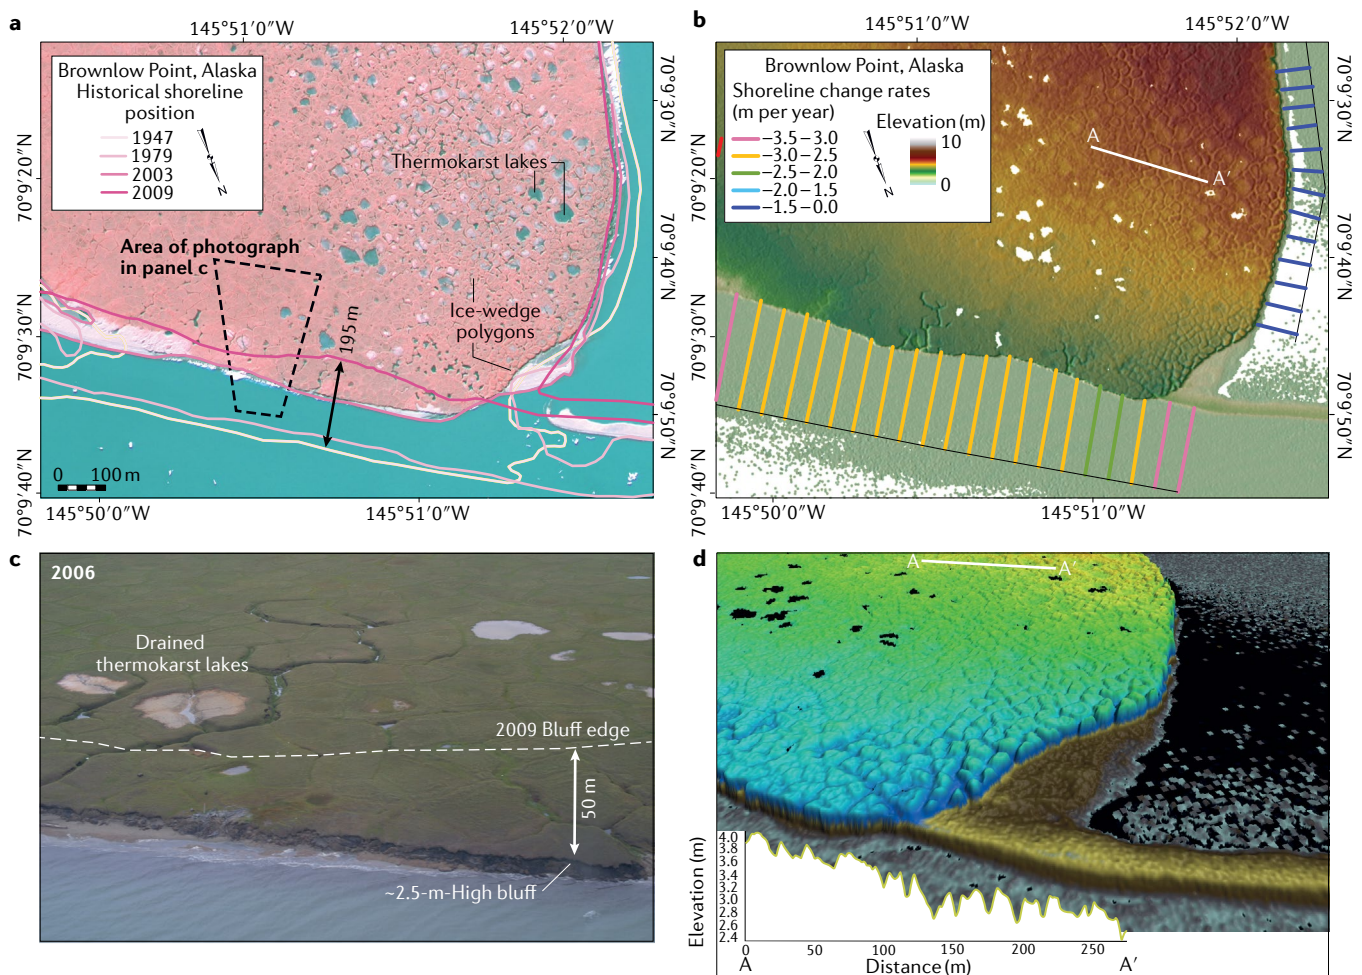 a
145°51′0″W
145°52′0″W
Brownlow Point, Alaska
Historical shoreline
position
1947
1979
2003
2009
N
Thermokarst lakes
Area of photograph
in panel c
195 m
Ice-wedge
polygons
0 100 m
70°9′20″N
70°9′30″N
70°9′40″N
70°9′30″N
70°9′40″N
70°9′50″N
145°50′0″W
145°51′0″W
b
145°51′0″W
145°52′0″W
Brownlow Point, Alaska
Shoreline change rates
(m per year)
−3.5−3.0
−3.0−2.5
−2.5−2.0
−2.0−1.5
−1.5−0.0
N
Elevation (m)
10
0
A
A′
70°9′20″N
70°9′30″N
70°9′40″N
70°9′30″N
70°9′40″N
70°9′50″N
145°50′0″W
145°51′0″W
c
2006
Drained
thermokarst lakes
2009 Bluff edge
50 m
~2.5-m-High bluff
d
A
A′
Elevation (m)
4.0
3.8
3.6
3.4
3.2
3.0
2.8
2.6
2.4
0
50
100
150
200
250
A
Distance (m)
A′